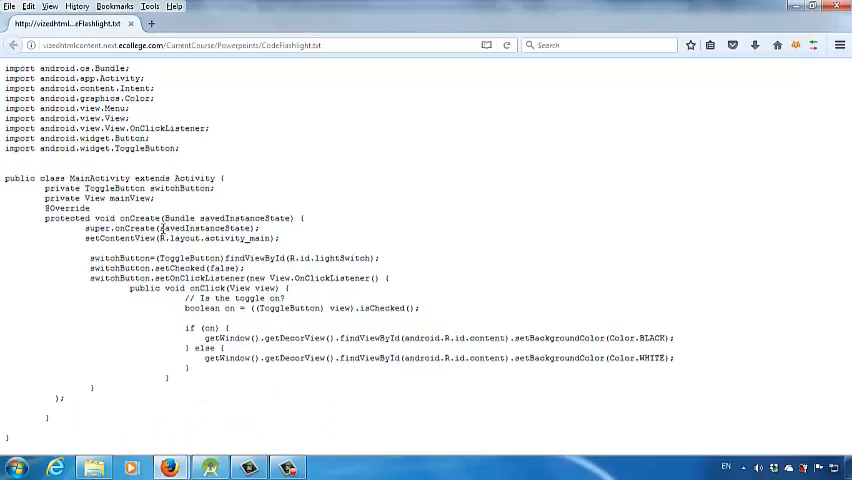 File Edit View History Bookmarks Tools Help
http://vizedhtml...eFlashlight.txt
vizedhtmlcontent.next.ecollege.com/CurrentCourse/Powerpoints/CodeFlashlight.txt
Search
import android.os.Bundle;
import android.app.Activity;
import android.content.Intent;
import android.graphics.Color;
import android.view.Menu;
import android.view.View;
import android.view.View.OnClickListener;
import android.widget.Button;
import android.widget.ToggleButton;
public class MainActivity extends Activity {
private ToggleButton switchButton;
private View mainView;
@Override
protected void onCreate(Bundle savedInstanceState) {
super.onCreate(savedInstanceState);
setContentView(R.layout.activity_main);
switchButton=(ToggleButton)findViewById(R.id.lightSwitch);
switchButton.setChecked(false);
switchButton.setOnClickListener(new View.OnClickListener() {
public void onClick(View view) {
// Is the toggle on?
boolean on = ((ToggleButton) view).isChecked();
if (on) {
getWindow().getDecorView().findViewById(android.R.id.content).setBackgroundColor(Color.BLACK);
} else {
getWindow().getDecorView().findViewById(android.R.id.content).setBackgroundColor(Color.WHITE);
}
}
}
);
}
}
EN